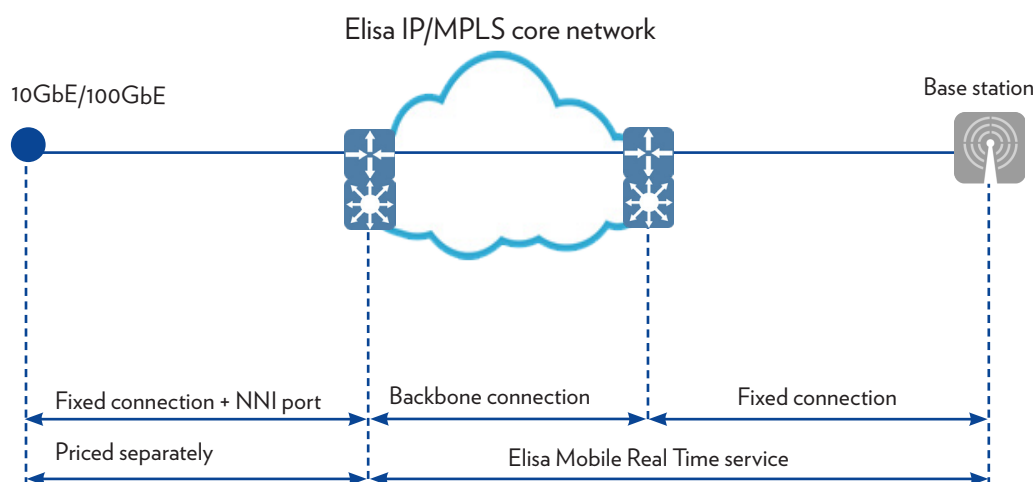 Elisa IP/MPLS core network
10GbE/100GbE
Base station
Fixed connection + NNI port
Backbone connection
Fixed connection
Priced separately
Elisa Mobile Real Time service